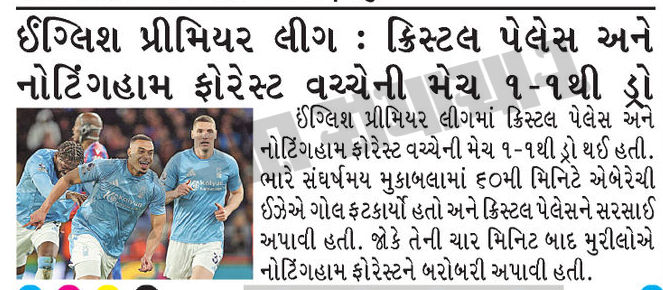 ઈંગ્લિશ પ્રીમિયર લીગ : ક્રિસ્ટલ પેલેસ અને
નોટિંગહામ ફોરેસ્ટ વચ્ચેની મેચ ૧-૧થી ડ્રો
ઈંગ્લિશ પ્રીમિયર લીગમાં ક્રિસ્ટલ પેલેસ અને
નોટિંગહામ ફોરેસ્ટ વચ્ચેની મેચ ૧-૧થી ડ્રો થઈ હતી.
ભારે સંઘર્ષમય મુકાબલામાં ૬૦મી મિનિટે એબેરેચી
ઈઝેએ ગોલ ફટકાર્યો હતો અને ક્રિસ્ટલ પેલેસને સરસાઈ
અપાવી હતી. જોકે તેની ચાર મિનિટ બાદ મુરીલોએ
નોટિંગહામ ફોરેસ્ટને બરોબરી અપાવી હતી.